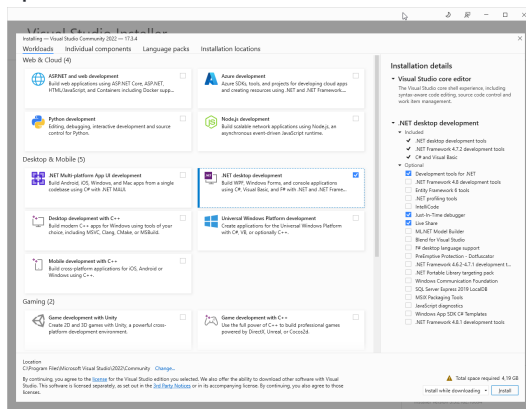 Visual Studio Installer
Installing — Visual Studio Community 2022 — 17.3.4
Workloads Individual components Language packs Installation locations
Web & Cloud (4)
ASP.NET and web development
Build web applications using ASP.NET Core, ASP.NET, HTML/JavaScript, and Containers including Docker supp...
Azure development
Azure SDKs, tools, and projects for developing cloud apps and creating resources using .NET and .NET Framework....
Python development
Editing, debugging, interactive development and source control for Python.
Node.js development
Build scalable network applications using Node.js, an asynchronous event-driven JavaScript runtime.
Desktop & Mobile (5)
.NET Multi-platform App UI development
Build Android, iOS, Windows, and Mac apps from a single codebase using C# with .NET MAUI.
.NET desktop development
Build WPF, Windows Forms, and console applications using C#, Visual Basic, and F# with .NET and .NET Frame...
Desktop development with C++
Build modern C++ apps for Windows using tools of your choice, including MSVC, Clang, CMake, or MSBuild.
Universal Windows Platform development
Create applications for the Universal Windows Platform with C#, VB, or optionally C++.
Mobile development with C++
Build cross-platform applications for iOS, Android or Windows using C++.
Gaming (2)
Game development with Unity
Create 2D and 3D games with Unity, a powerful cross-platform development environment.
Game development with C++
Use the full power of C++ to build professional games powered by DirectX, Unreal, or Cocos2d.
Installation details
Visual Studio core editor
The Visual Studio core shell experience, including syntax-aware code editing, source code control and work item management.
.NET desktop development
Included
.NET desktop development tools
.NET Framework 4.7.2 development tools
C# and Visual Basic
Optional
Development tools for .NET
.NET Framework 4.8 development tools
Entity Framework 6 tools
.NET profiling tools
IntelliCode
Just-In-Time debugger
Live Share
ML.NET Model Builder
Blend for Visual Studio
F# desktop language support
PreEmptive Protection - Dotfuscator
.NET Framework 4.6.2-4.7.1 development t...
.NET Portable Library targeting pack
Windows Communication Foundation
SQL Server Express 2019 LocalDB
MSIX Packaging Tools
JavaScript diagnostics
Windows App SDK C# Templates
.NET Framework 4.8.1 development tools
Location
C:\Program Files\Microsoft Visual Studio\2022\Community Change...
By continuing, you agree to the license for the Visual Studio edition you selected. We also offer the ability to download other software with Visual
Studio. This software is licensed separately, as set out in the 3rd Party Notices or in its accompanying license. By continuing, you also agree to those
licenses.
Total space required 4,19 GB
Install while downloading Install